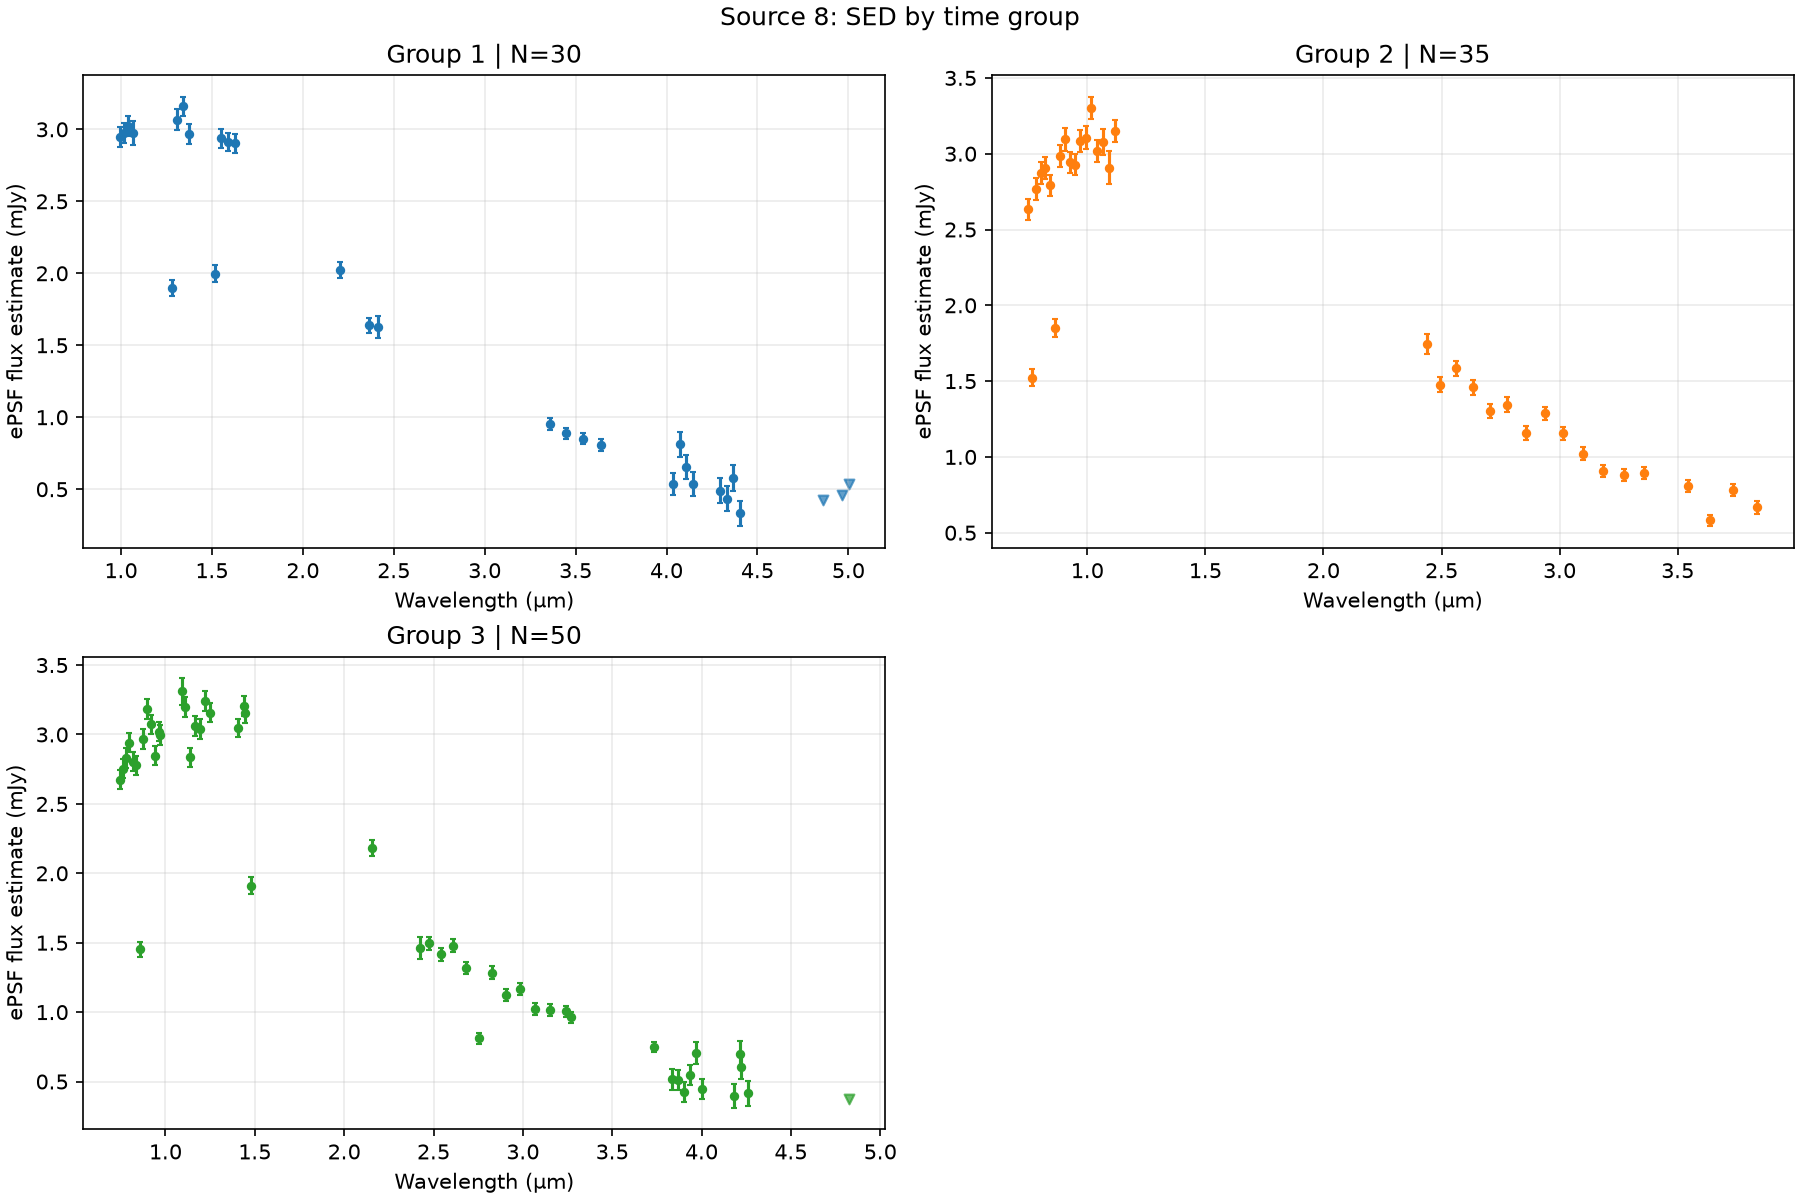 Source 8: SED by time group
Group 1 | N=30
ePSF flux estimate (mJy)
3.0
2.5
2.0
1.5
1.0
0.5
1.0 1.5 2.0 2.5 3.0 3.5 4.0 4.5 5.0
Wavelength (μm)
Group 2 | N=35
ePSF flux estimate (mJy)
3.5
3.0
2.5
2.0
1.5
1.0
0.5
1.0 1.5 2.0 2.5 3.0 3.5
Wavelength (μm)
Group 3 | N=50
ePSF flux estimate (mJy)
3.5
3.0
2.5
2.0
1.5
1.0
0.5
1.0 1.5 2.0 2.5 3.0 3.5 4.0 4.5 5.0
Wavelength (μm)